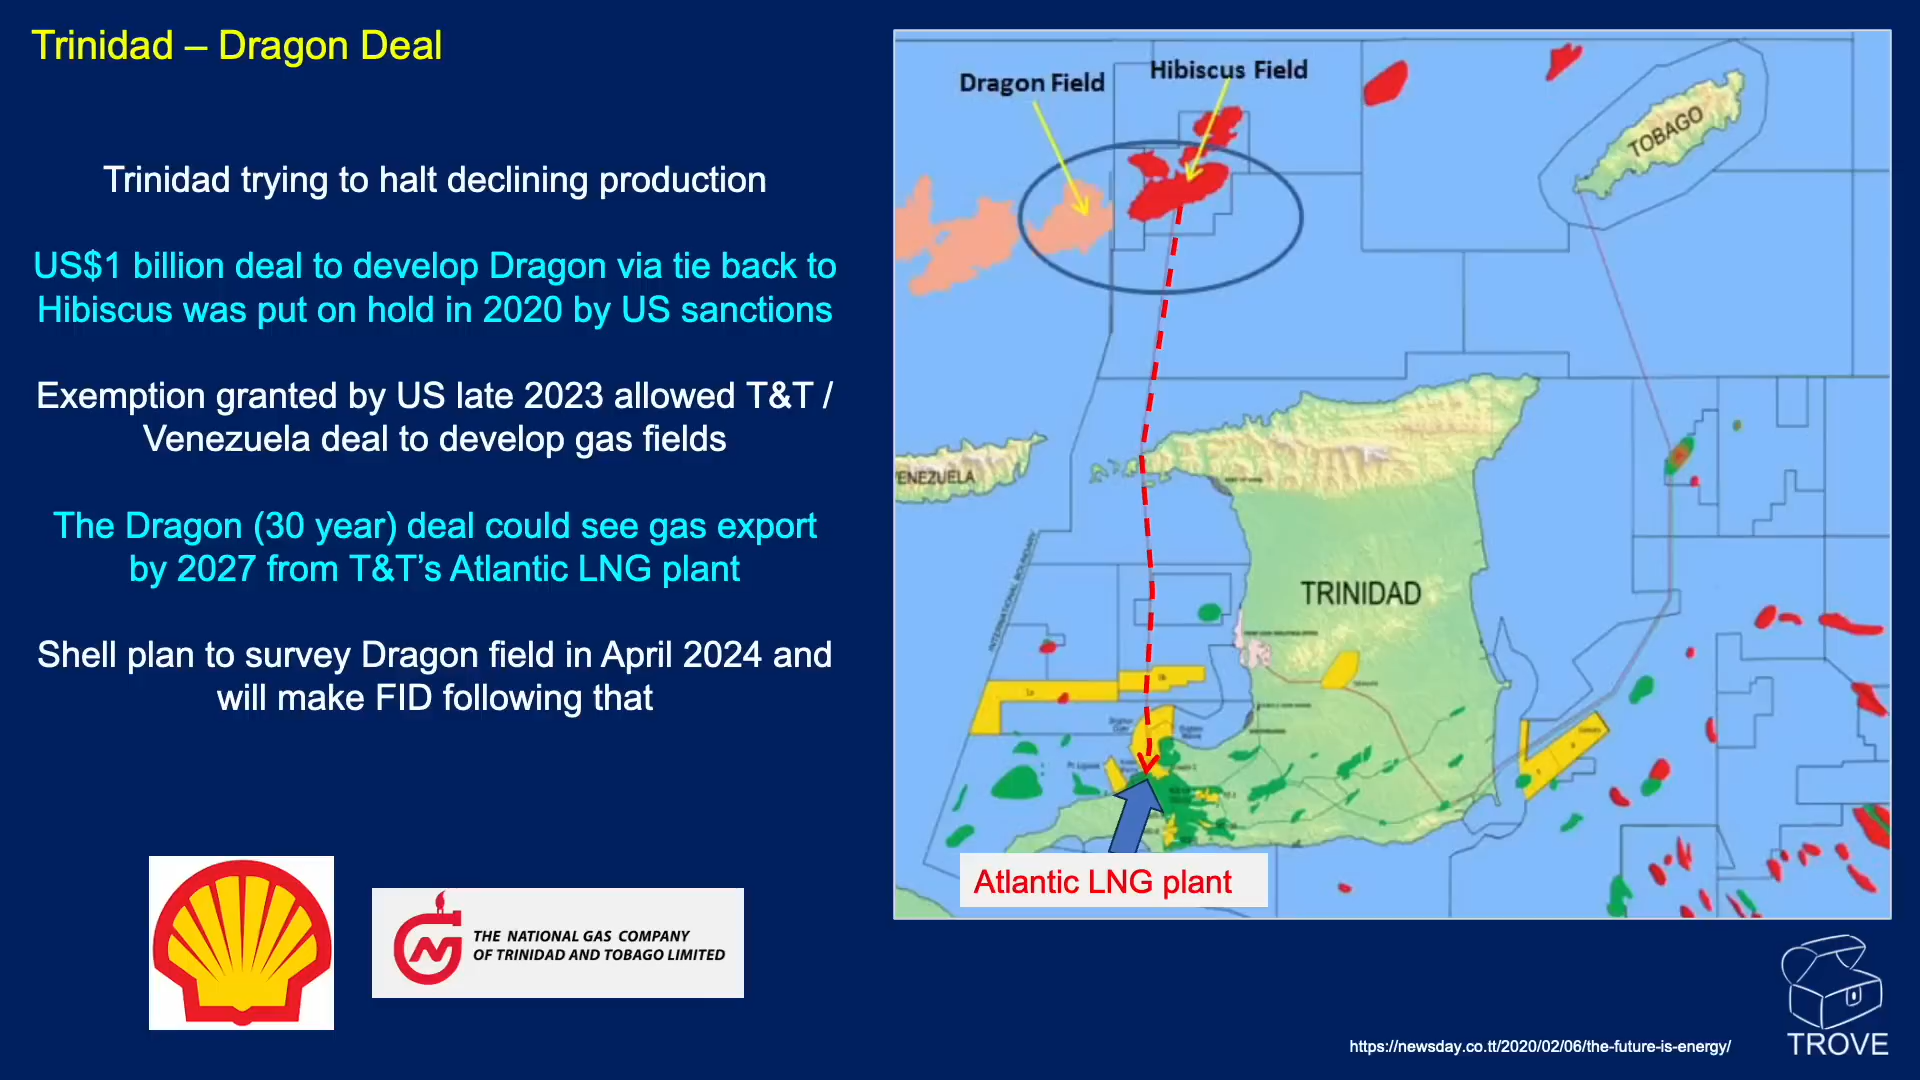 Trinidad – Dragon Deal
Trinidad trying to halt declining production
US$1 billion deal to develop Dragon via tie back to
Hibiscus was put on hold in 2020 by US sanctions
Exemption granted by US late 2023 allowed T&T /
Venezuela deal to develop gas fields
The Dragon (30 year) deal could see gas export
by 2027 from T&T's Atlantic LNG plant
Shell plan to survey Dragon field in April 2024 and
will make FID following that
THE NATIONAL GAS COMPANY
OF TRINIDAD AND TOBAGO LIMITED
Dragon Field
Hibiscus Field
TOBAGO
ENEZUELA
INTERNATIONAL BOUNDARY
TRINIDAD
1a
1b
Atlantic LNG plant
TROVE
https://newsday.co.tt/2020/02/06/the-future-is-energy/